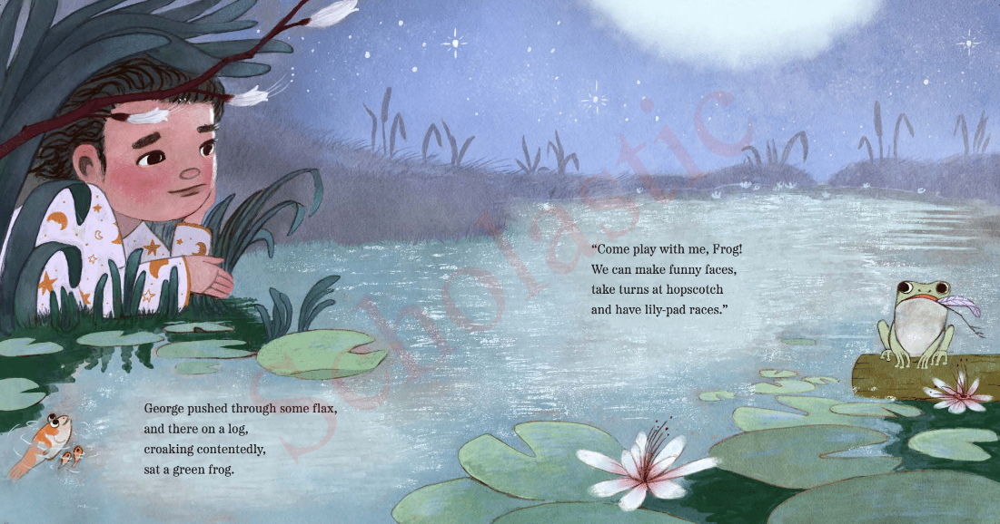 George pushed through some flax,
and there on a log,
croaking contentedly,
sat a green frog.
“Come play with me, Frog!
We can make funny faces,
take turns at hopscotch
and have lily-pad races.”
Scholastic